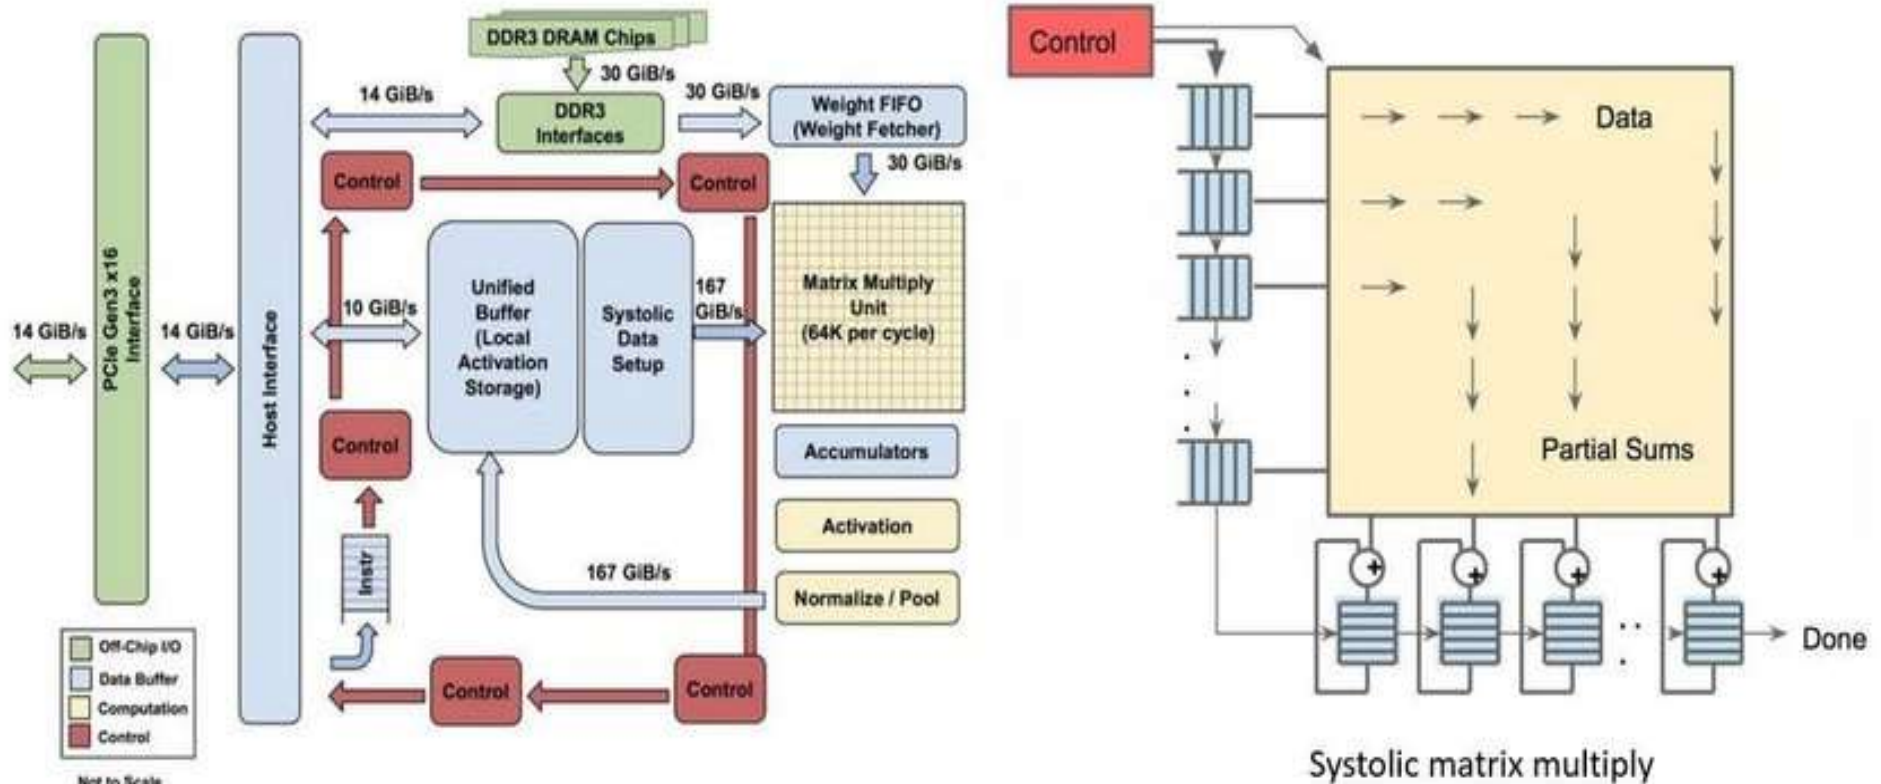 DDR3 DRAM Chips
30 GiB/s
14 GiB/s
DDR3
Interfaces
30 GiB/s
Weight FIFO
(Weight Fetcher)
30 GiB/s
Control
Control
PCIe Gen3 x16
Interface
14 GiB/s
14 GiB/s
Host Interface
10 GiB/s
Unified
Buffer
(Local
Activation
Storage)
Systolic
Data
Setup
167
GiB/s
Matrix Multiply
Unit
(64K per cycle)
Control
Accumulators
Activation
Instr
167 GiB/s
Normalize / Pool
Control
Control
Off-Chip I/O
Data Buffer
Computation
Control
Not to Scale
Control
Data
Partial Sums
+
+
+
+
Done
Systolic matrix multiply